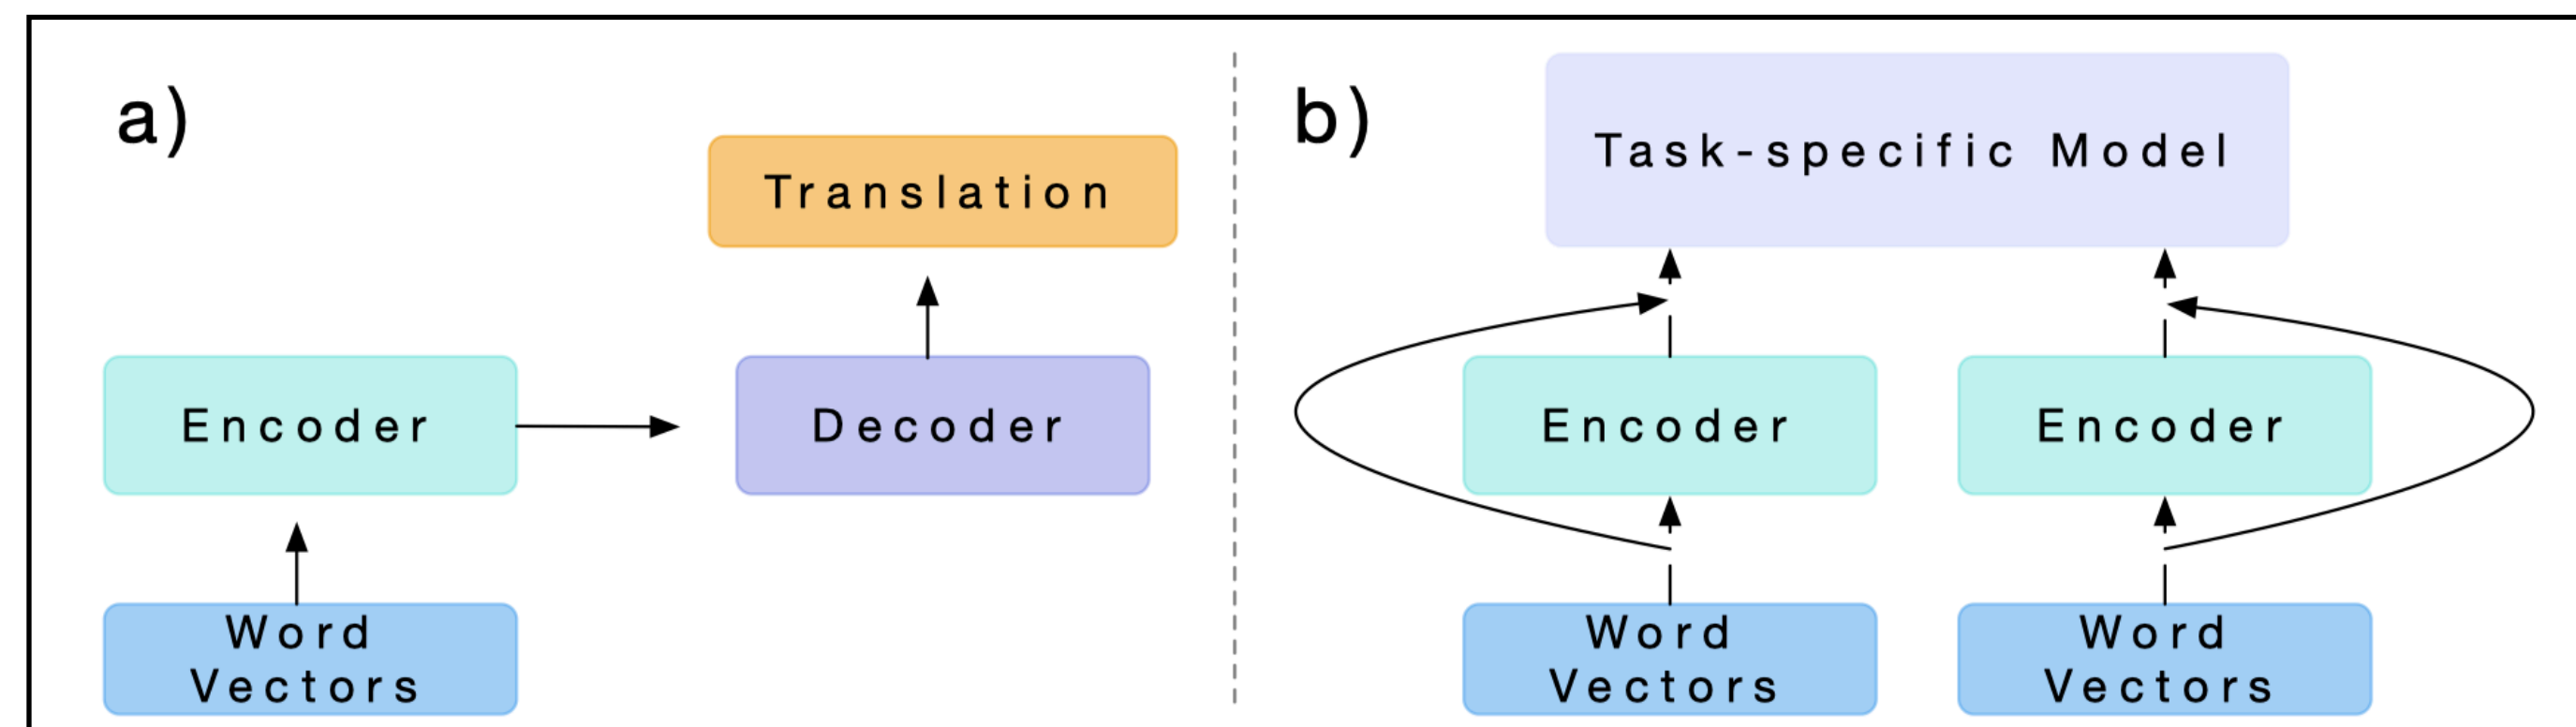 a)
Translation
Encoder
Decoder
Word
Vectors
b)
Task-specific Model
Encoder
Encoder
Word
Vectors
Word
Vectors